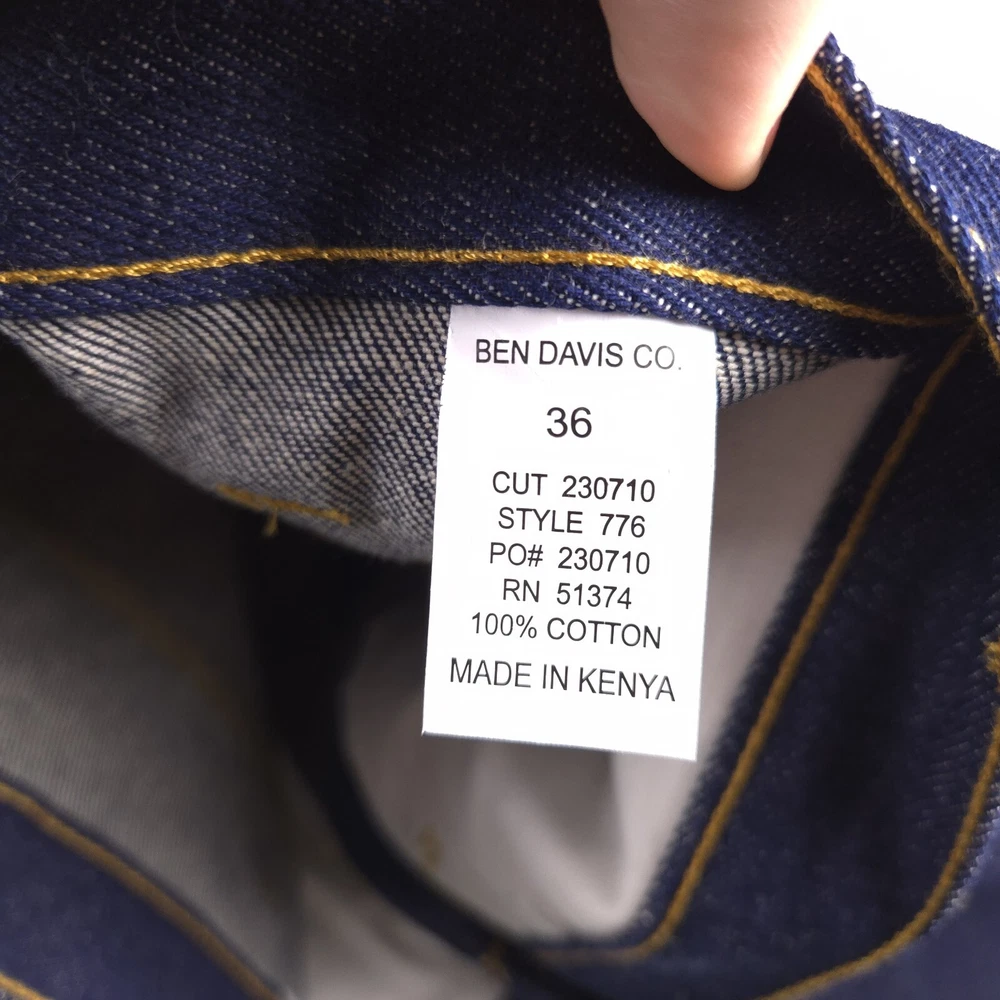 BEN DAVIS CO.
36
CUT 230710
STYLE 776
PO# 230710
RN 51374
100% COTTON
MADE IN KENYA